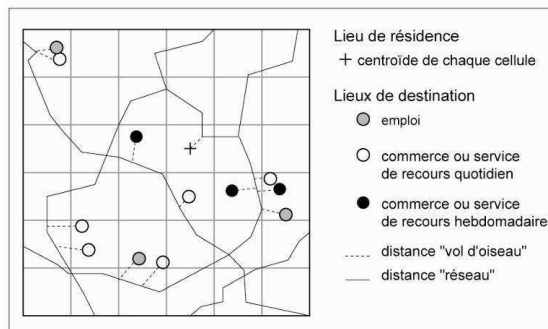 Lieu de résidence
centroïde de chaque cellule
Lieux de destination
emploi
commerce ou service
de recours quotidien
commerce ou service
de recours hebdomadaire
distance "vol d'oiseau"
distance "réseau"